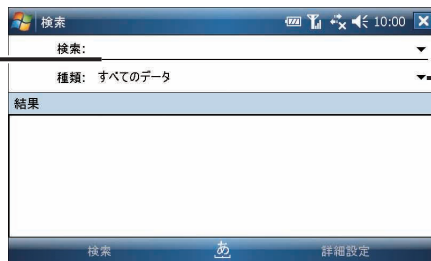 検索 10:00
検索:
種類: すべてのデータ
結果
検索 あ 詳細設定